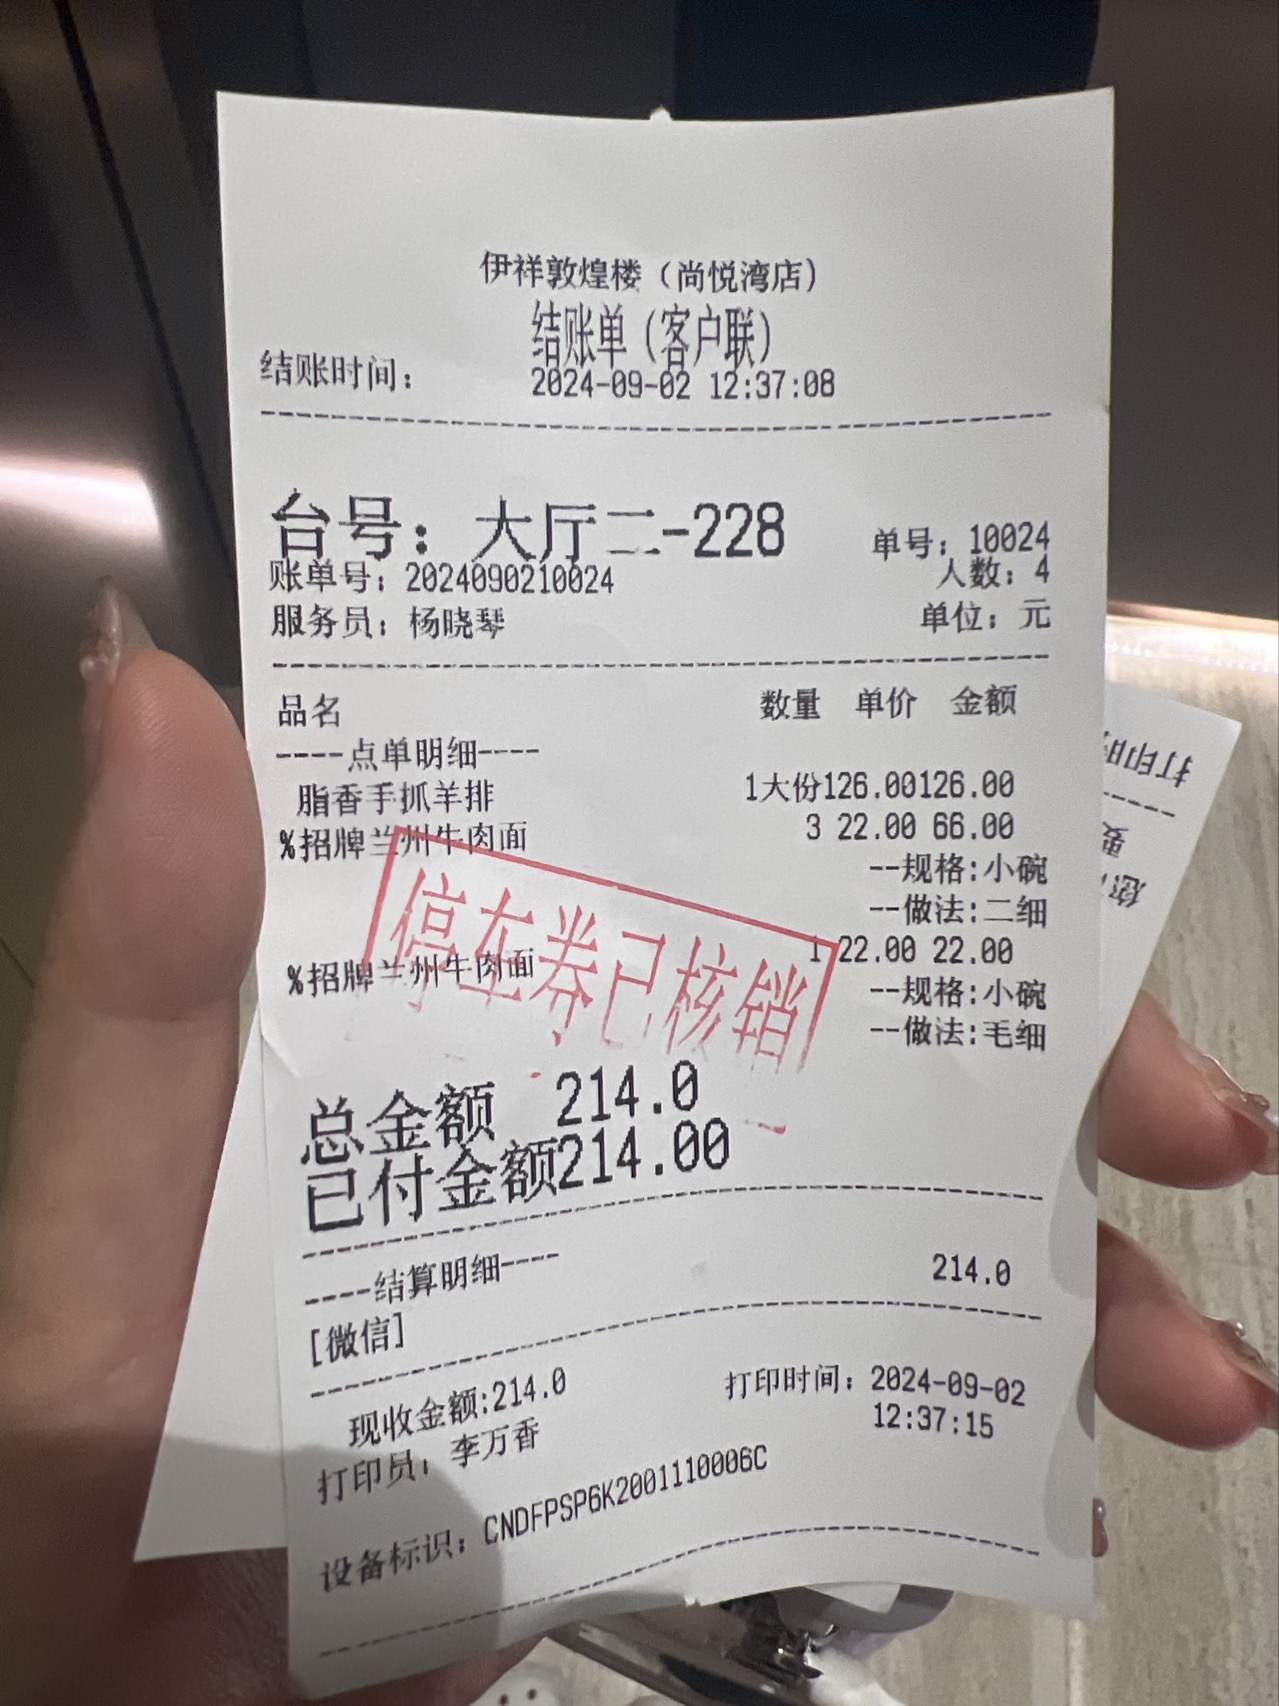 伊祥敦煌楼（尚悦湾店）
结账单（客户联）
结账时间： 2024-09-02 12:37:08
台号：大厅二-228 单号：10024
账单号：2024090210024 人数：4
服务员：杨晓琴 单位：元
品名 数量 单价 金额
----点单明细----
脂香手抓羊排 1大份126.00126.00
%招牌兰州牛肉面 3 22.00 66.00
--规格:小碗
--做法:二细
%招牌兰州牛肉面 1 22.00 22.00
--规格:小碗
--做法:毛细
停车券已核销
总金额 214.0
已付金额214.00
----结算明细----
[微信] 214.0
现收金额:214.0 打印时间：2024-09-02
12:37:15
打印员：李万香
设备标识：CNDFPSP6K2001110006C
打印时